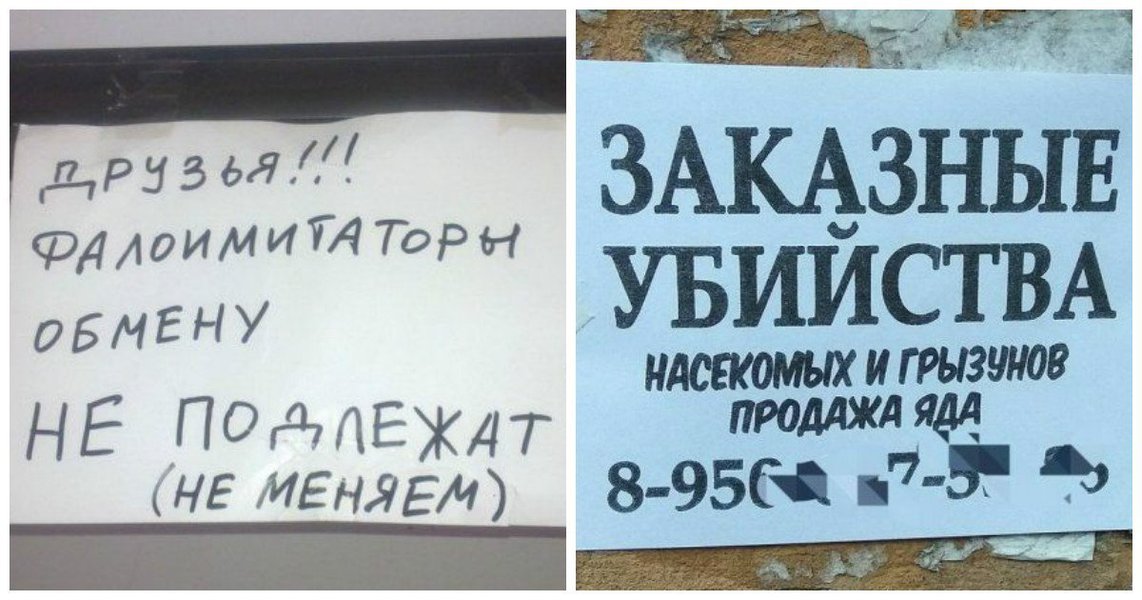 ДРУЗЬЯ!!!
ФАЛОИМИТАТОРЫ
ОБМЕНУ
НЕ ПОДЛЕЖАТ
(НЕ МЕНЯЕМ)
ЗАКАЗНЫЕ
УБИЙСТВА
НАСЕКОМЫХ И ГРЫЗУНОВ
ПРОДАЖА ЯДА